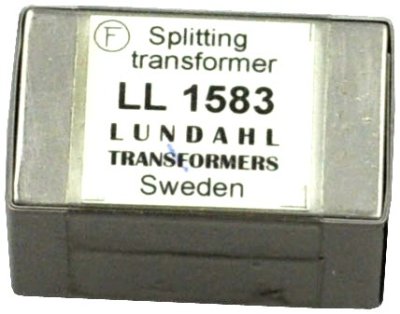 Ⓕ Splitting
transformer
LL 1583
LUNDAHL
TRANSFORMERS
Sweden